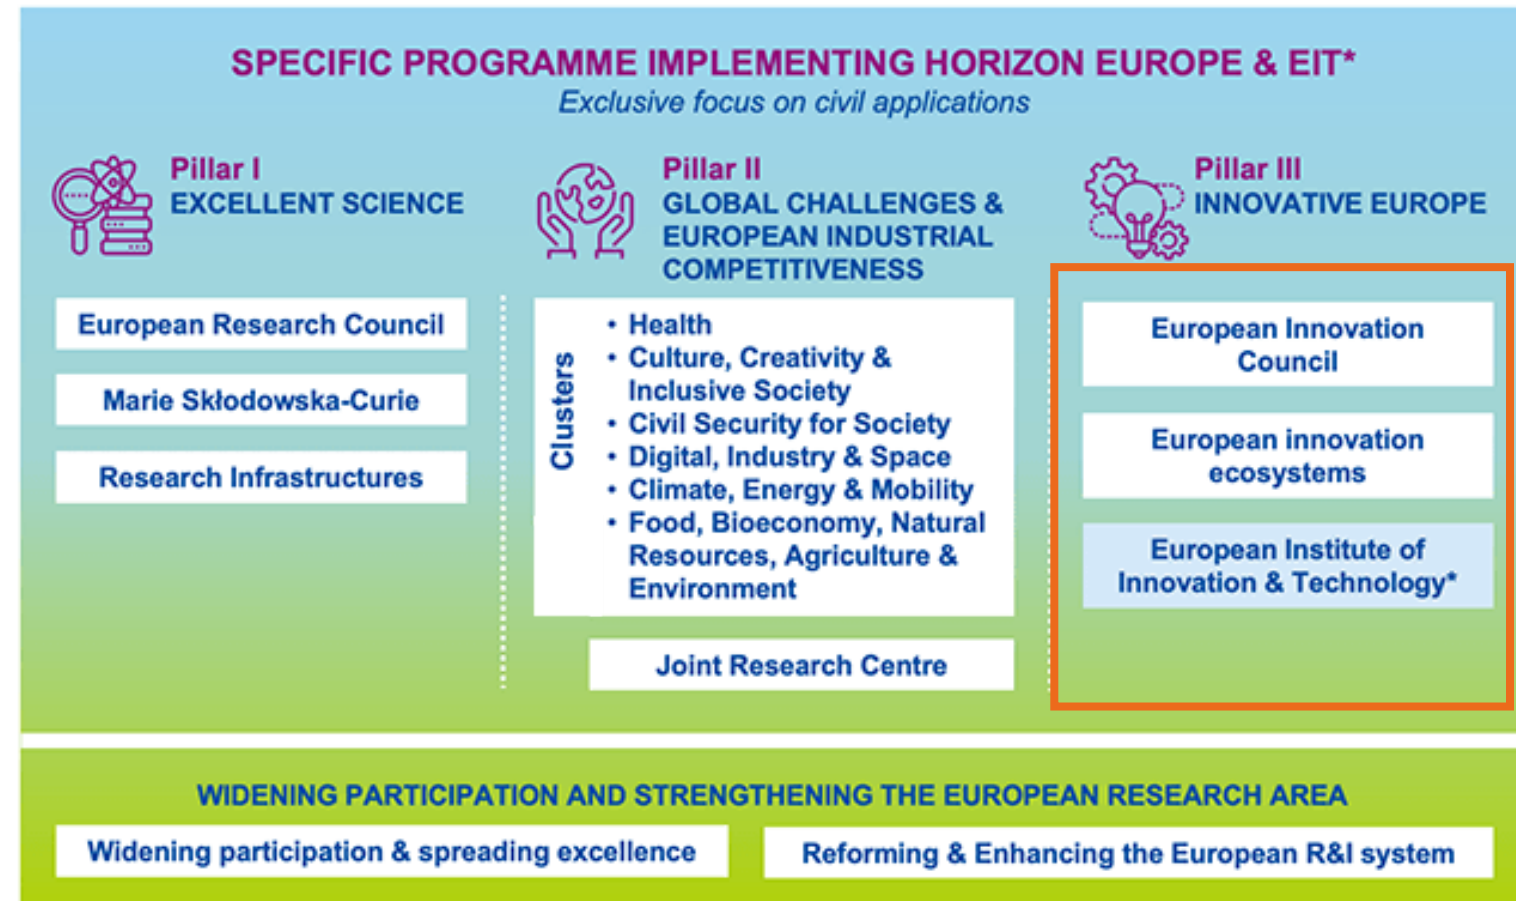 SPECIFIC PROGRAMME IMPLEMENTING HORIZON EUROPE & EIT*
Exclusive focus on civil applications
Pillar I
EXCELLENT SCIENCE
European Research Council
Marie Skłodowska-Curie
Research Infrastructures
Pillar II
GLOBAL CHALLENGES &
EUROPEAN INDUSTRIAL
COMPETITIVENESS
Clusters
• Health
• Culture, Creativity &
Inclusive Society
• Civil Security for Society
• Digital, Industry & Space
• Climate, Energy & Mobility
• Food, Bioeconomy, Natural
Resources, Agriculture &
Environment
Joint Research Centre
Pillar III
INNOVATIVE EUROPE
European Innovation
Council
European innovation
ecosystems
European Institute of
Innovation & Technology*
WIDENING PARTICIPATION AND STRENGTHENING THE EUROPEAN RESEARCH AREA
Widening participation & spreading excellence
Reforming & Enhancing the European R&I system